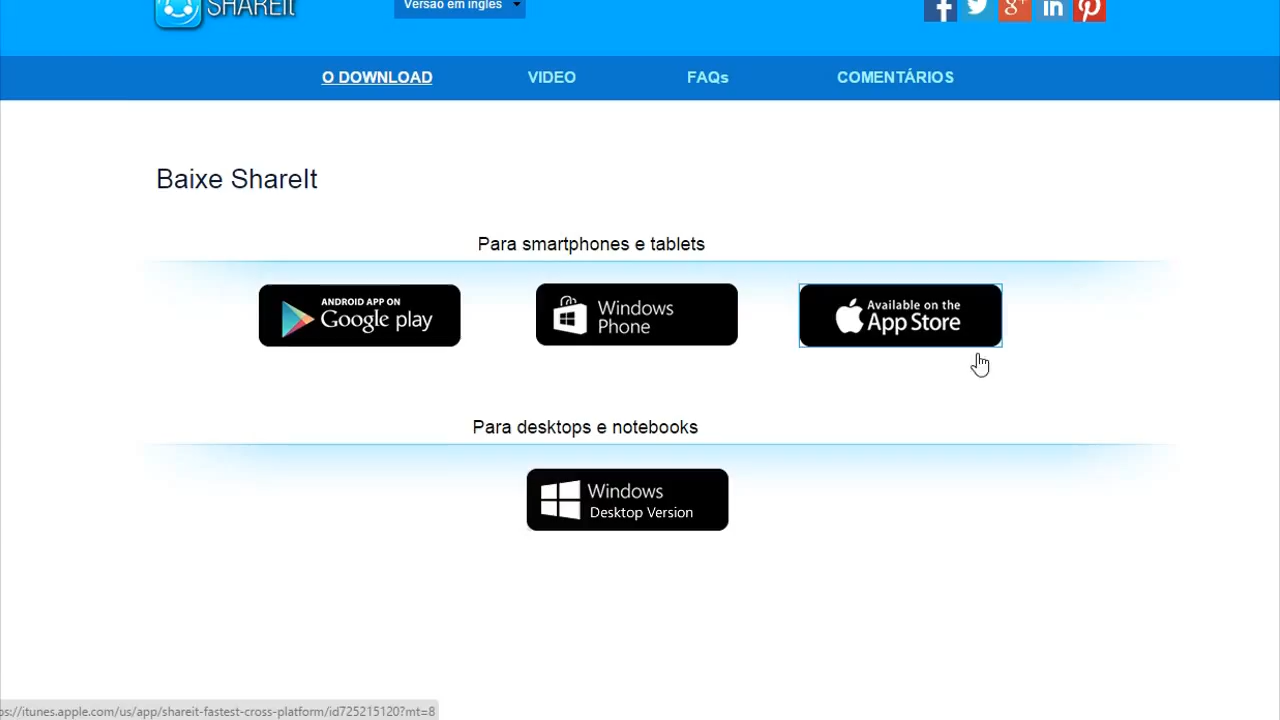 SHAREit
Versão em inglês
O DOWNLOAD
VIDEO
FAQs
COMENTÁRIOS
Baixe ShareIt
Para smartphones e tablets
ANDROID APP ON
Google play
Windows
Phone
Available on the
App Store
Para desktops e notebooks
Windows
Desktop Version
ps://itunes.apple.com/us/app/shareit-fastest-cross-platform/id725215120?mt=8